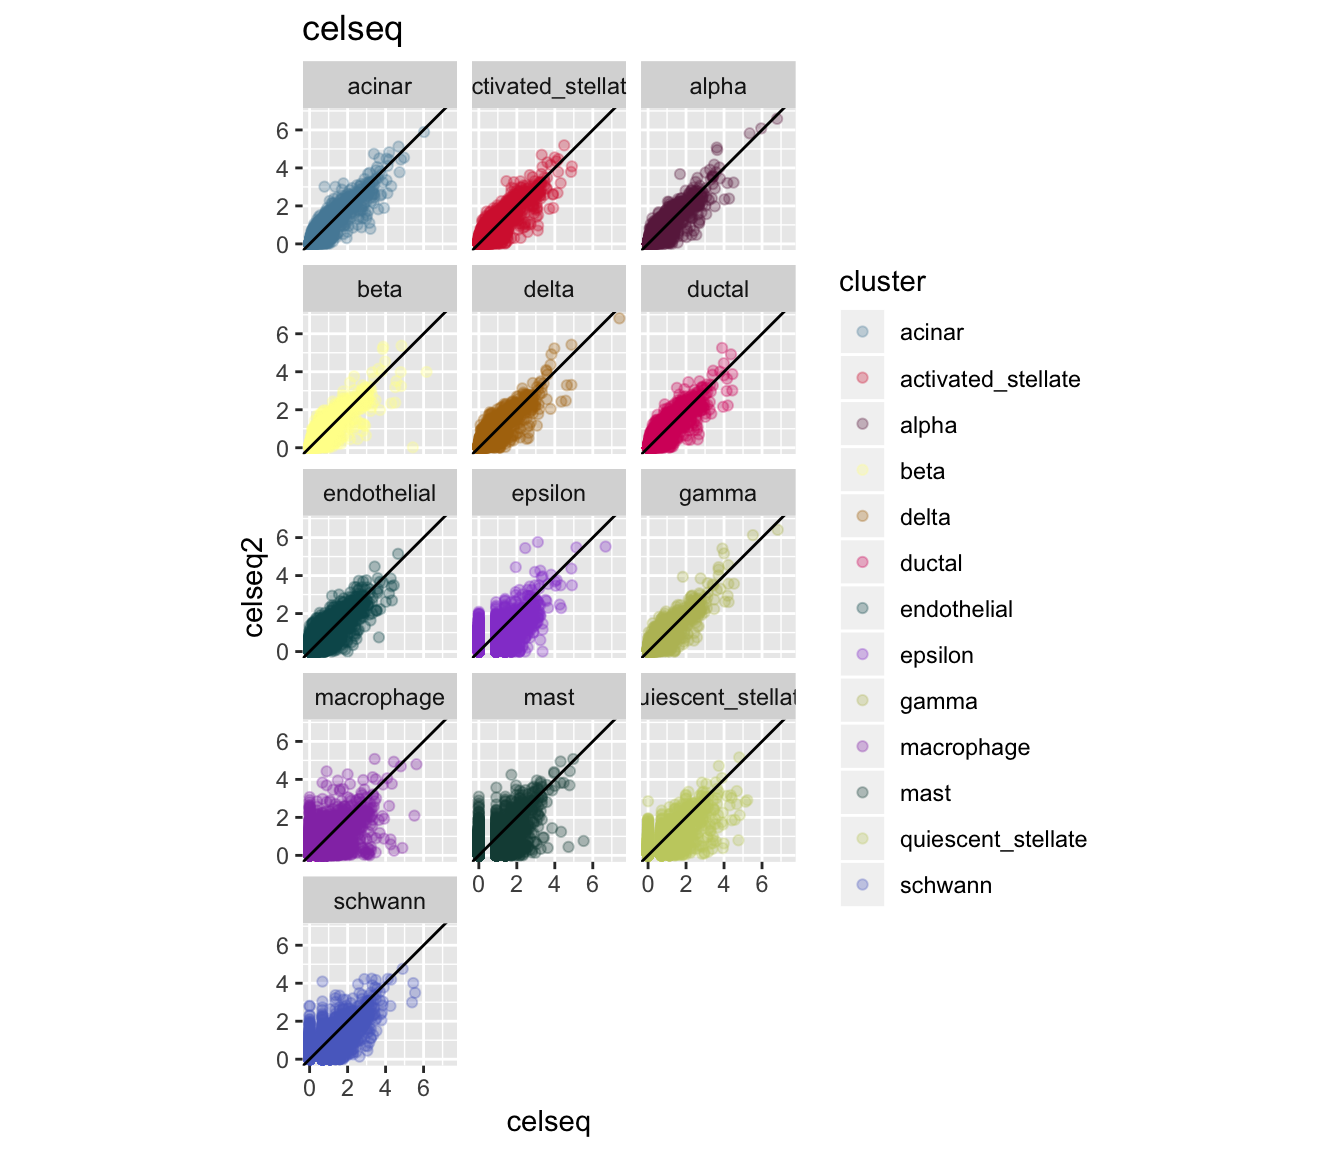 celseq
acinar
ctivated_stellat
alpha
6
4
2
0
beta
delta
ductal
6
4
2
0
endothelial
epsilon
gamma
6
4
2
0
macrophage
mast
uiescent_stellat
6
4
2
0
0 2 4 6
0 2 4 6
schwann
6
4
2
0
0 2 4 6
celseq
celseq2
cluster
acinar
activated_stellate
alpha
beta
delta
ductal
endothelial
epsilon
gamma
macrophage
mast
quiescent_stellate
schwann